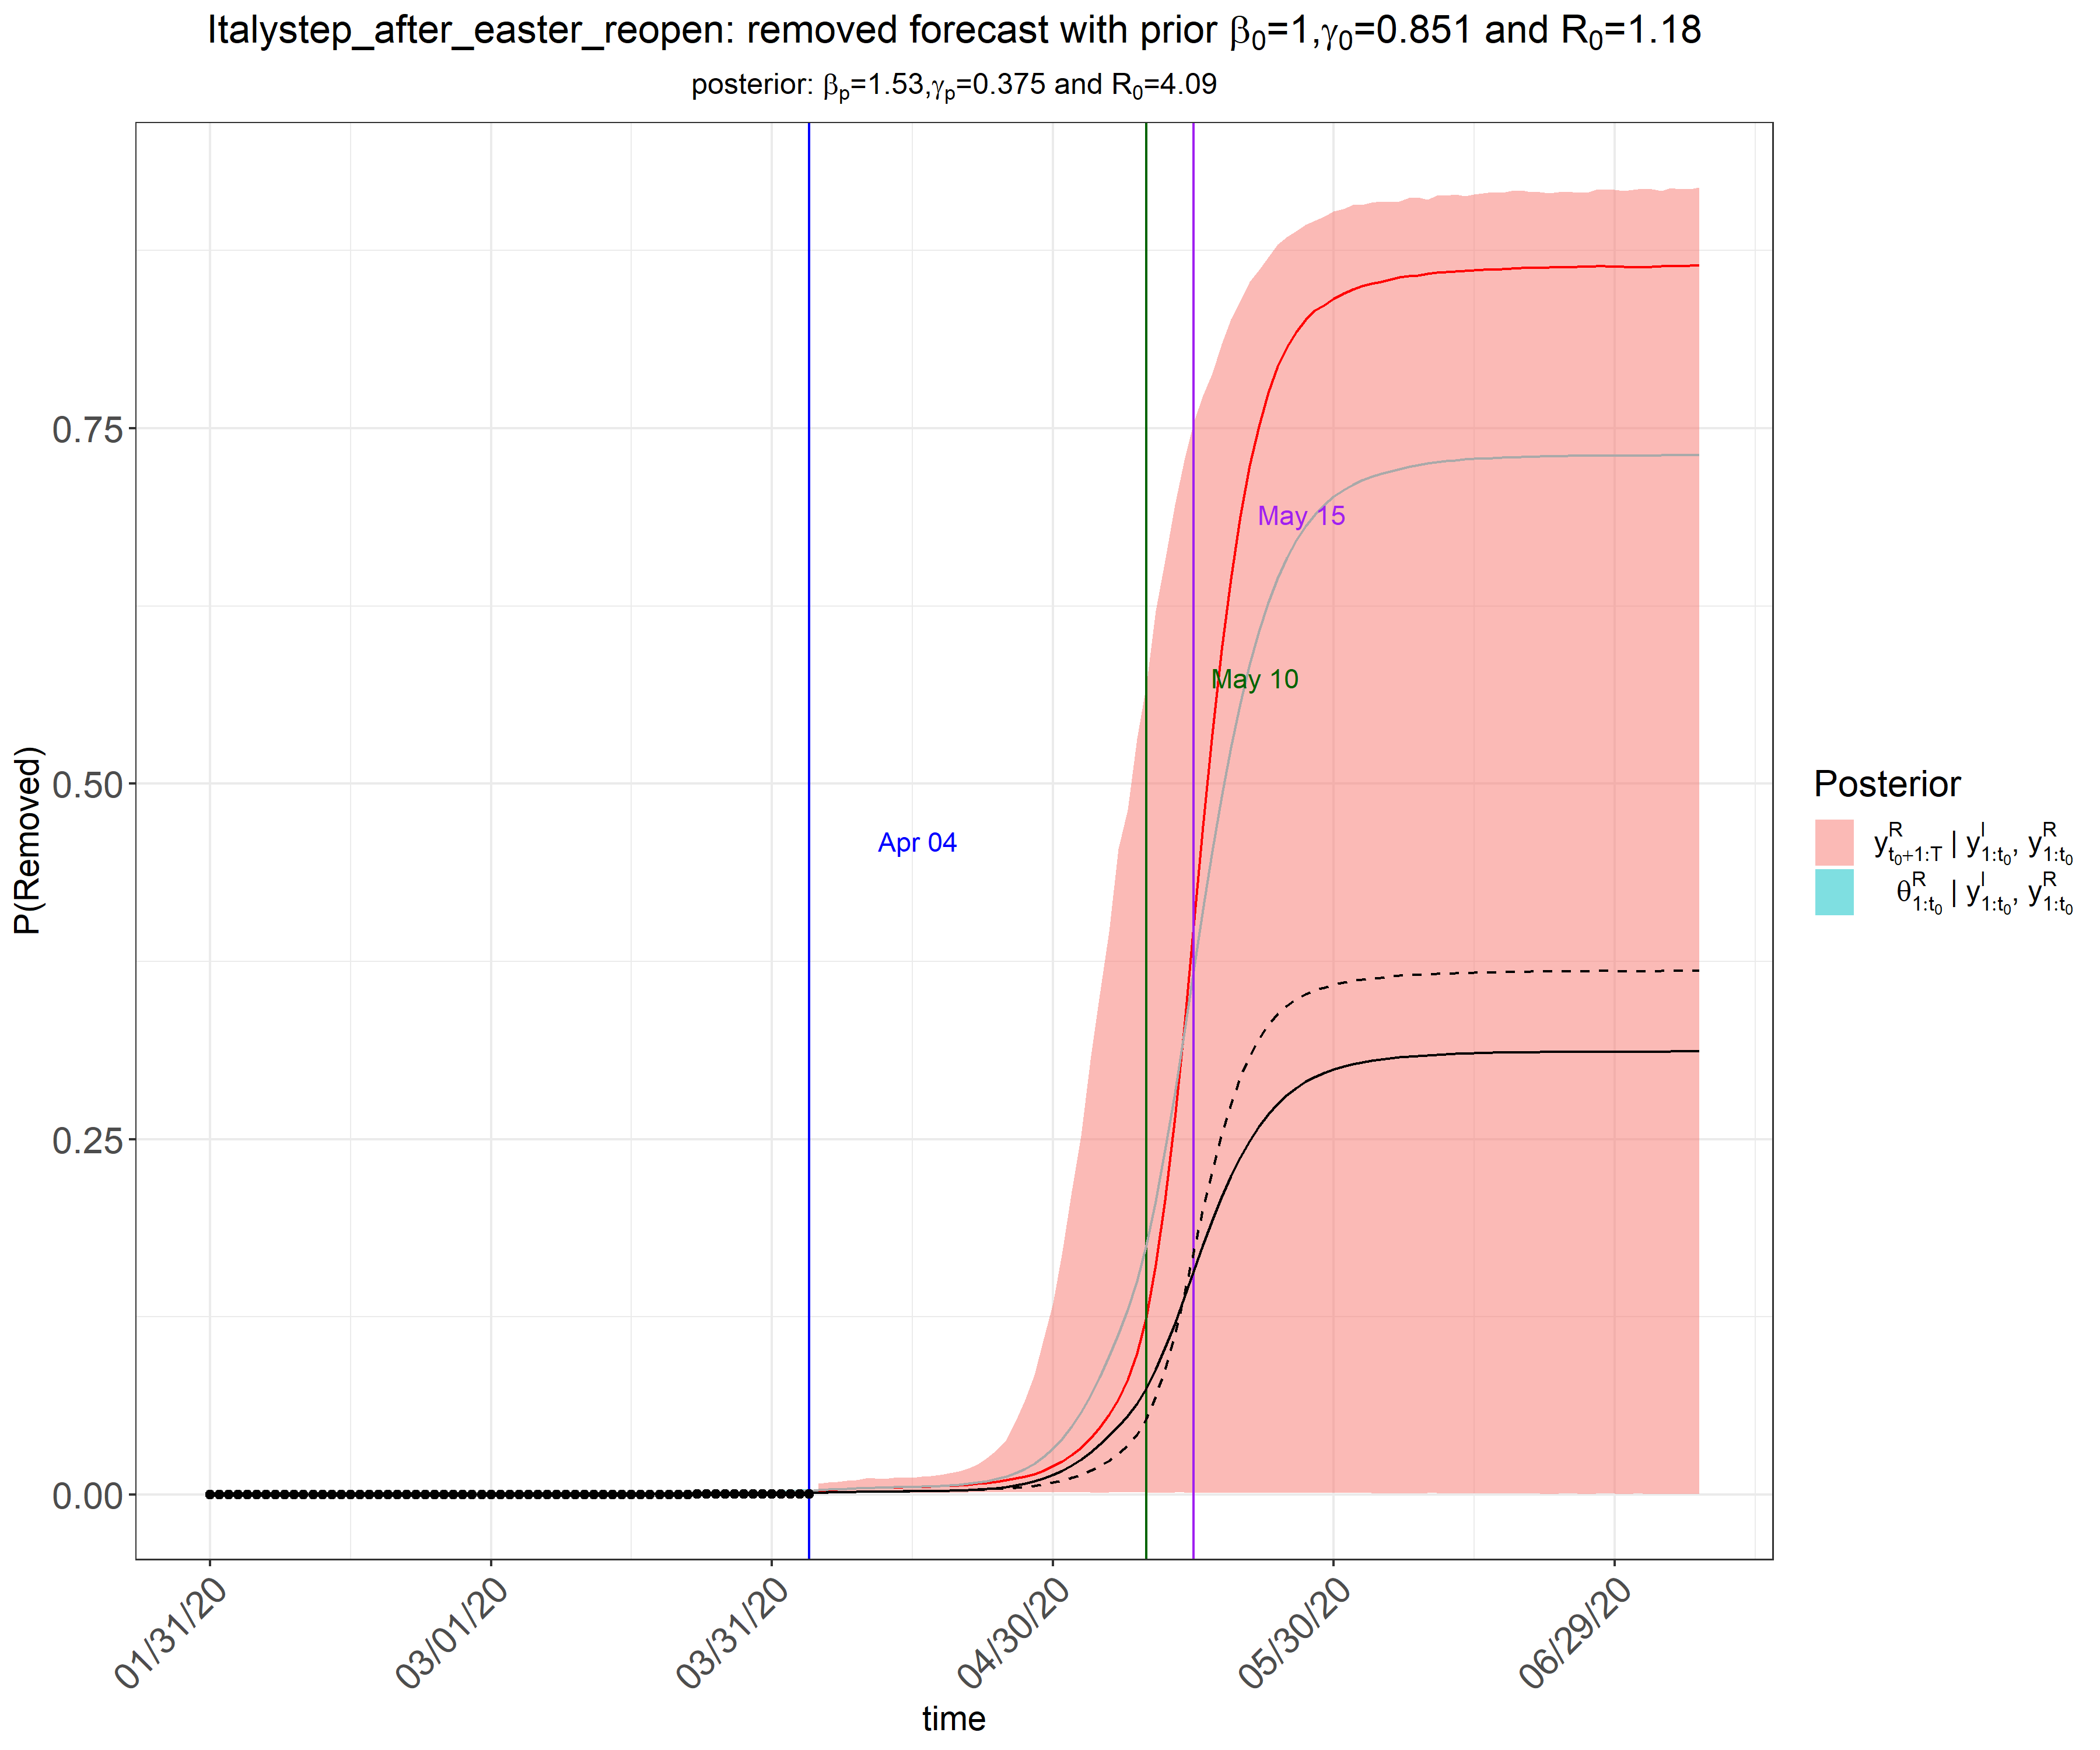 Italystep_after_easter_reopen: removed forecast with prior β₀=1,γ₀=0.851 and R₀=1.18
posterior: βₚ=1.53,γₚ=0.375 and R₀=4.09
P(Removed)
0.75
0.50
0.25
0.00
May 15
May 10
Apr 04
01/31/20
03/01/20
03/31/20
04/30/20
05/30/20
06/29/20
time
Posterior
y^R_{t₀+1:T} | y^I_{1:t₀}, y^R_{1:t₀}
θ^R_{1:t₀} | y^I_{1:t₀}, y^R_{1:t₀}